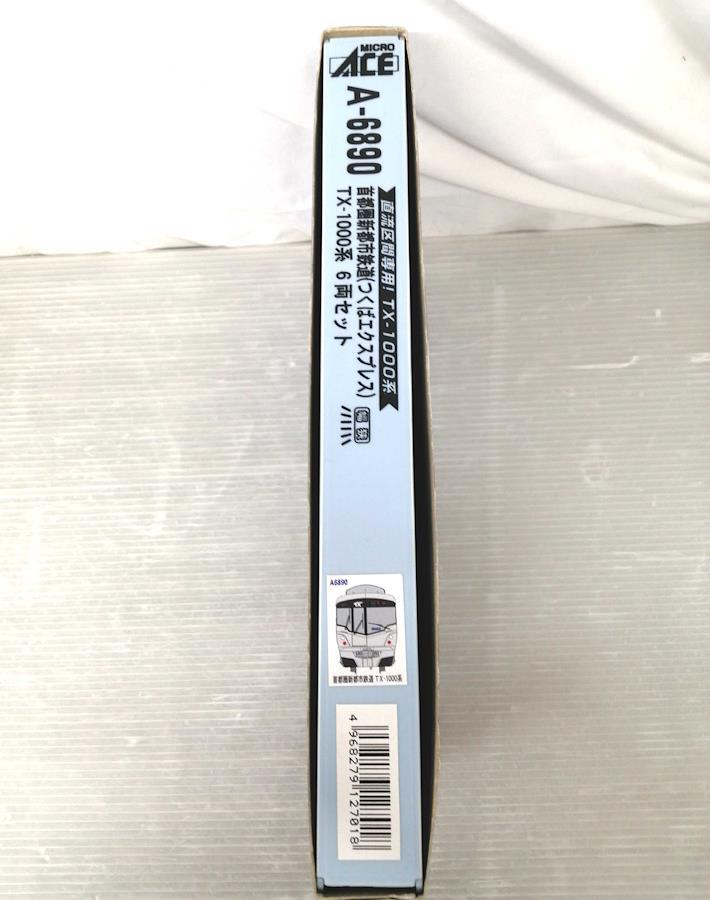 MICRO
ACE
A-6890
直流区間専用! TX-1000系
首都圏新都市鉄道(つくばエクスプレス)
TX-1000系 6両セット
A6890
首都圏新都市鉄道 TX-1000系
4 968279 127018